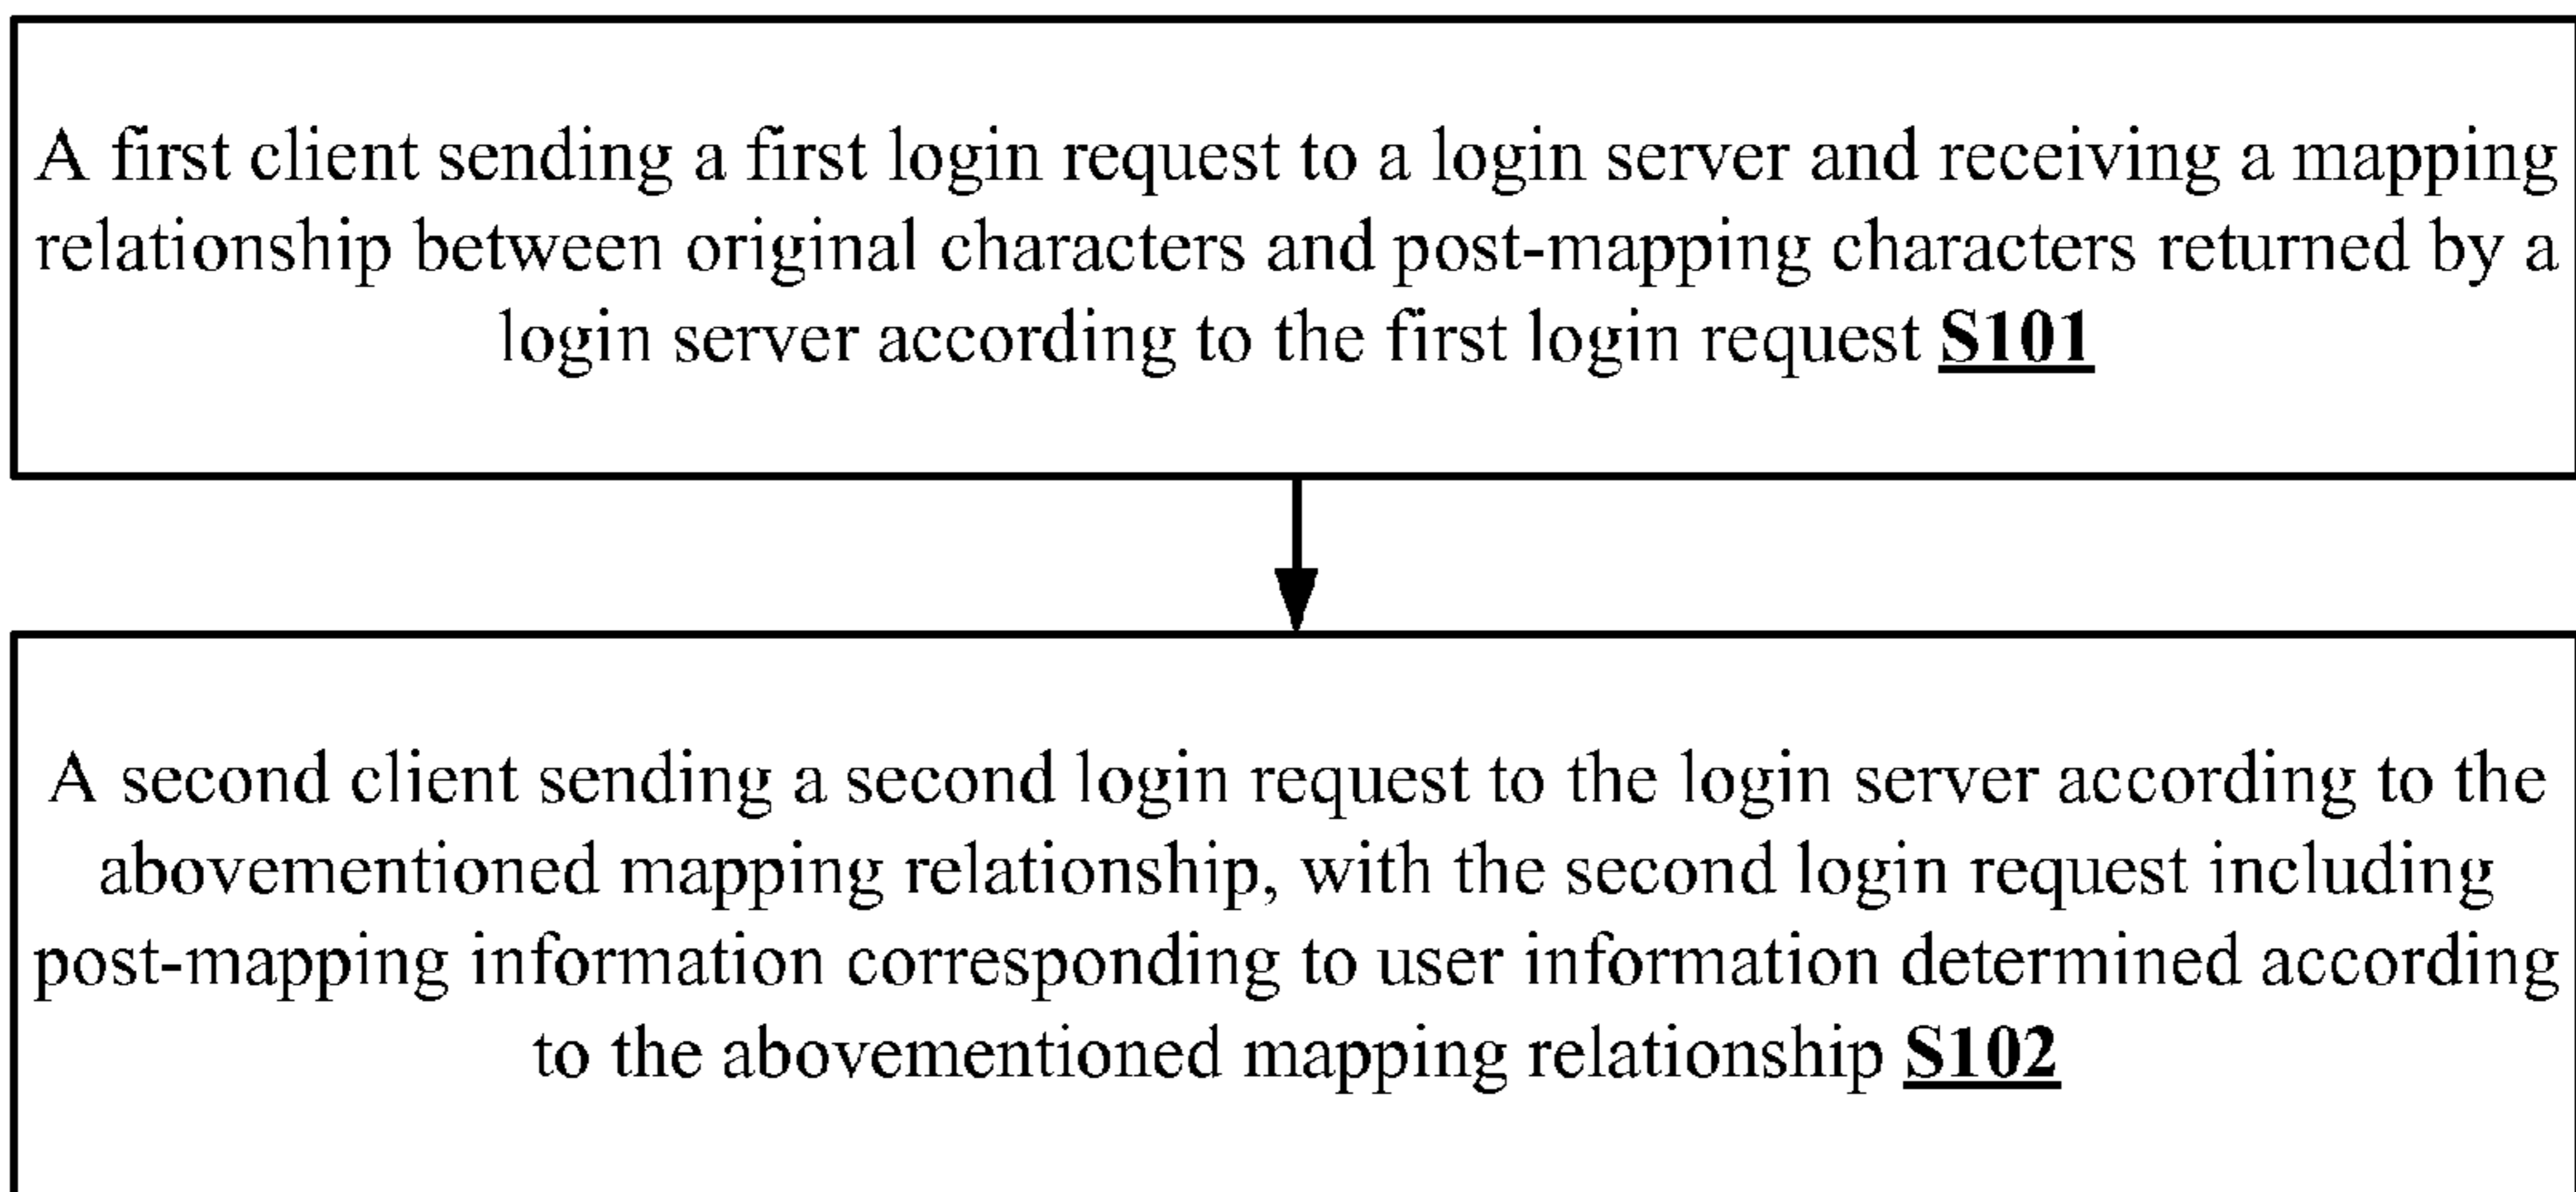 A first client sending a first login request to a login server and receiving a mapping
relationship between original characters and post-mapping characters returned by a
login server according to the first login request S101
A second client sending a second login request to the login server according to the
abovementioned mapping relationship, with the second login request including
post-mapping information corresponding to user information determined according
to the abovementioned mapping relationship S102